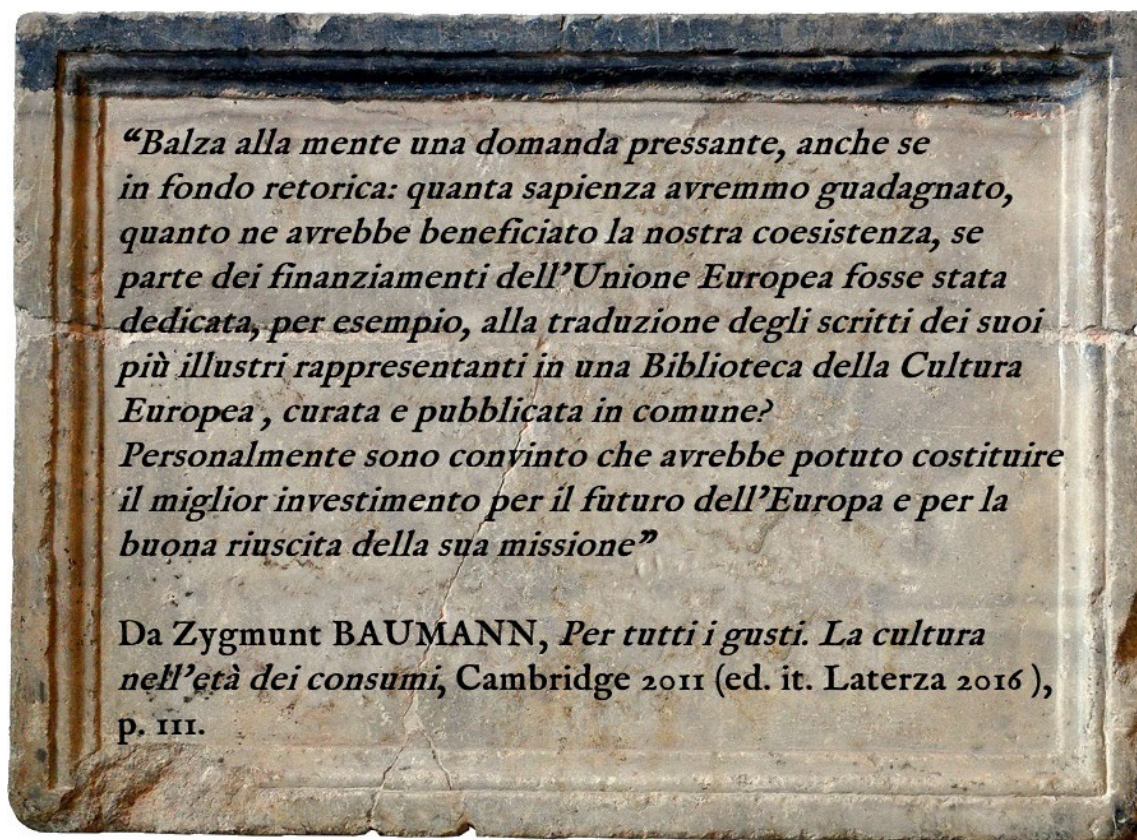 “Balza alla mente una domanda pressante, anche se
in fondo retorica: quanta sapienza avremmo guadagnato,
quanto ne avrebbe beneficiato la nostra coesistenza, se
parte dei finanziamenti dell’Unione Europea fosse stata
dedicata, per esempio, alla traduzione degli scritti dei suoi
più illustri rappresentanti in una Biblioteca della Cultura
Europea , curata e pubblicata in comune?
Personalmente sono convinto che avrebbe potuto costituire
il miglior investimento per il futuro dell’Europa e per la
buona riuscita della sua missione”
Da Zygmunt BAUMANN, Per tutti i gusti. La cultura
nell’età dei consumi, Cambridge 2011 (ed. it. Laterza 2016 ),
p. 111.